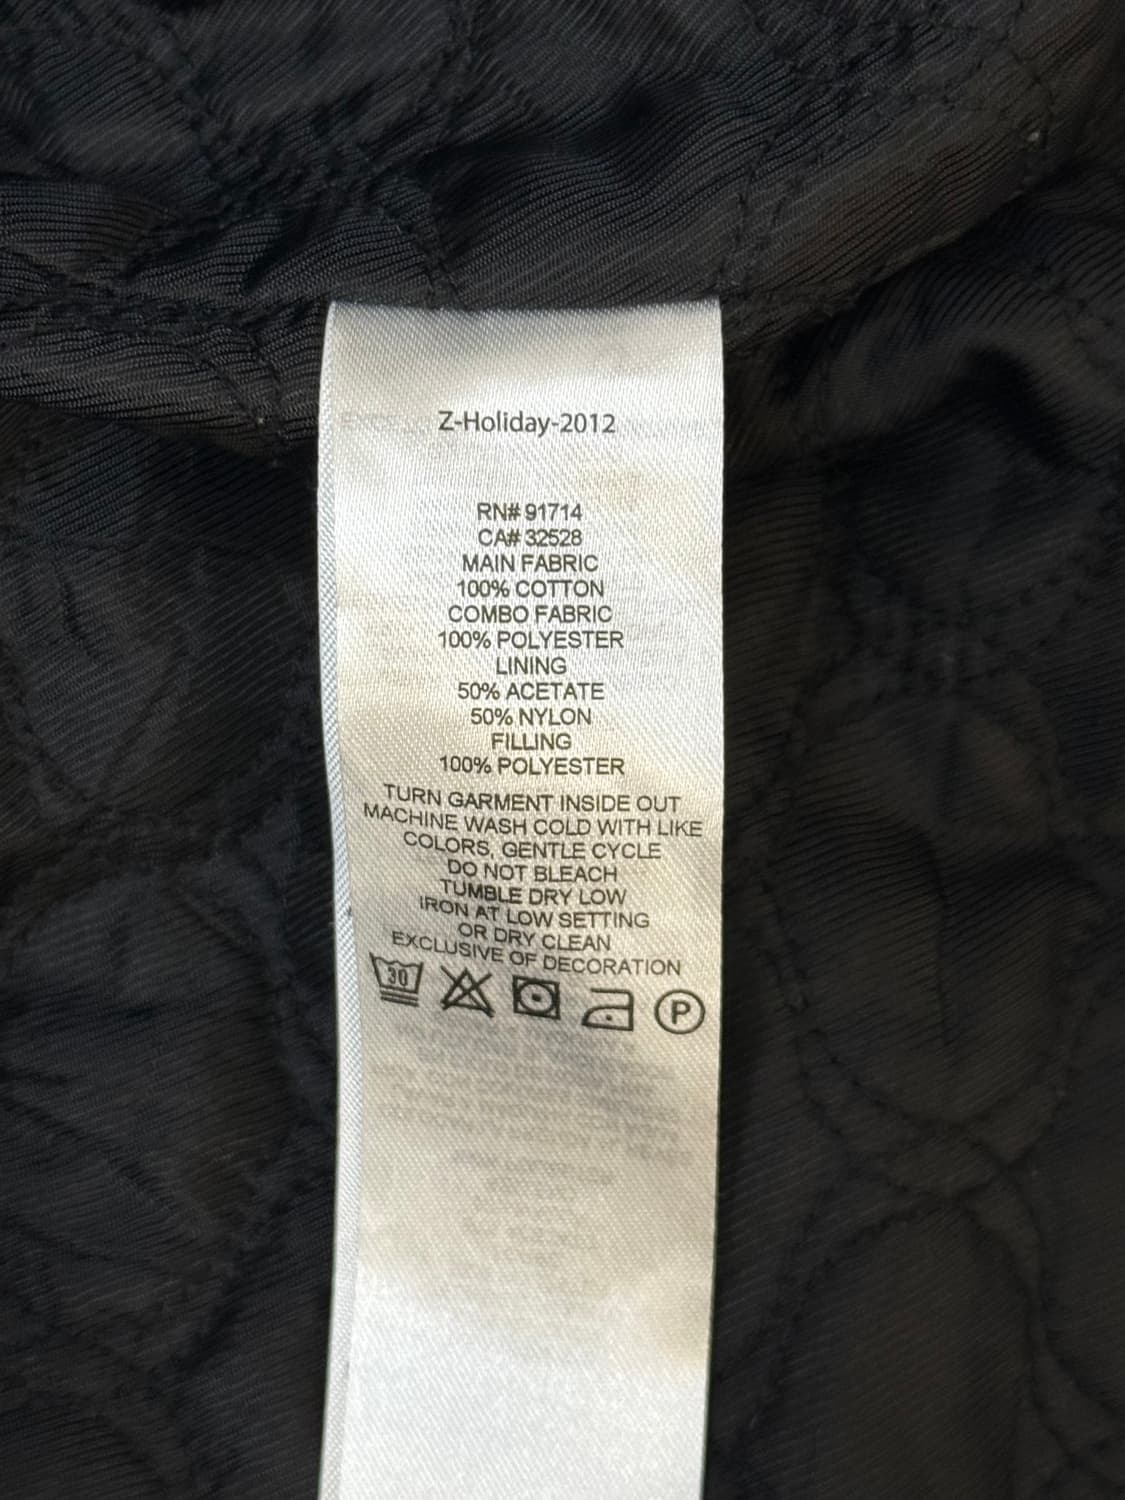 Z-Holiday-2012
RN# 91714
CA# 32528
MAIN FABRIC
100% COTTON
COMBO FABRIC
100% POLYESTER
LINING
50% ACETATE
50% NYLON
FILLING
100% POLYESTER
TURN GARMENT INSIDE OUT
MACHINE WASH COLD WITH LIKE
COLORS, GENTLE CYCLE
DO NOT BLEACH
TUMBLE DRY LOW
IRON AT LOW SETTING
OR DRY CLEAN
EXCLUSIVE OF DECORATION
30 P